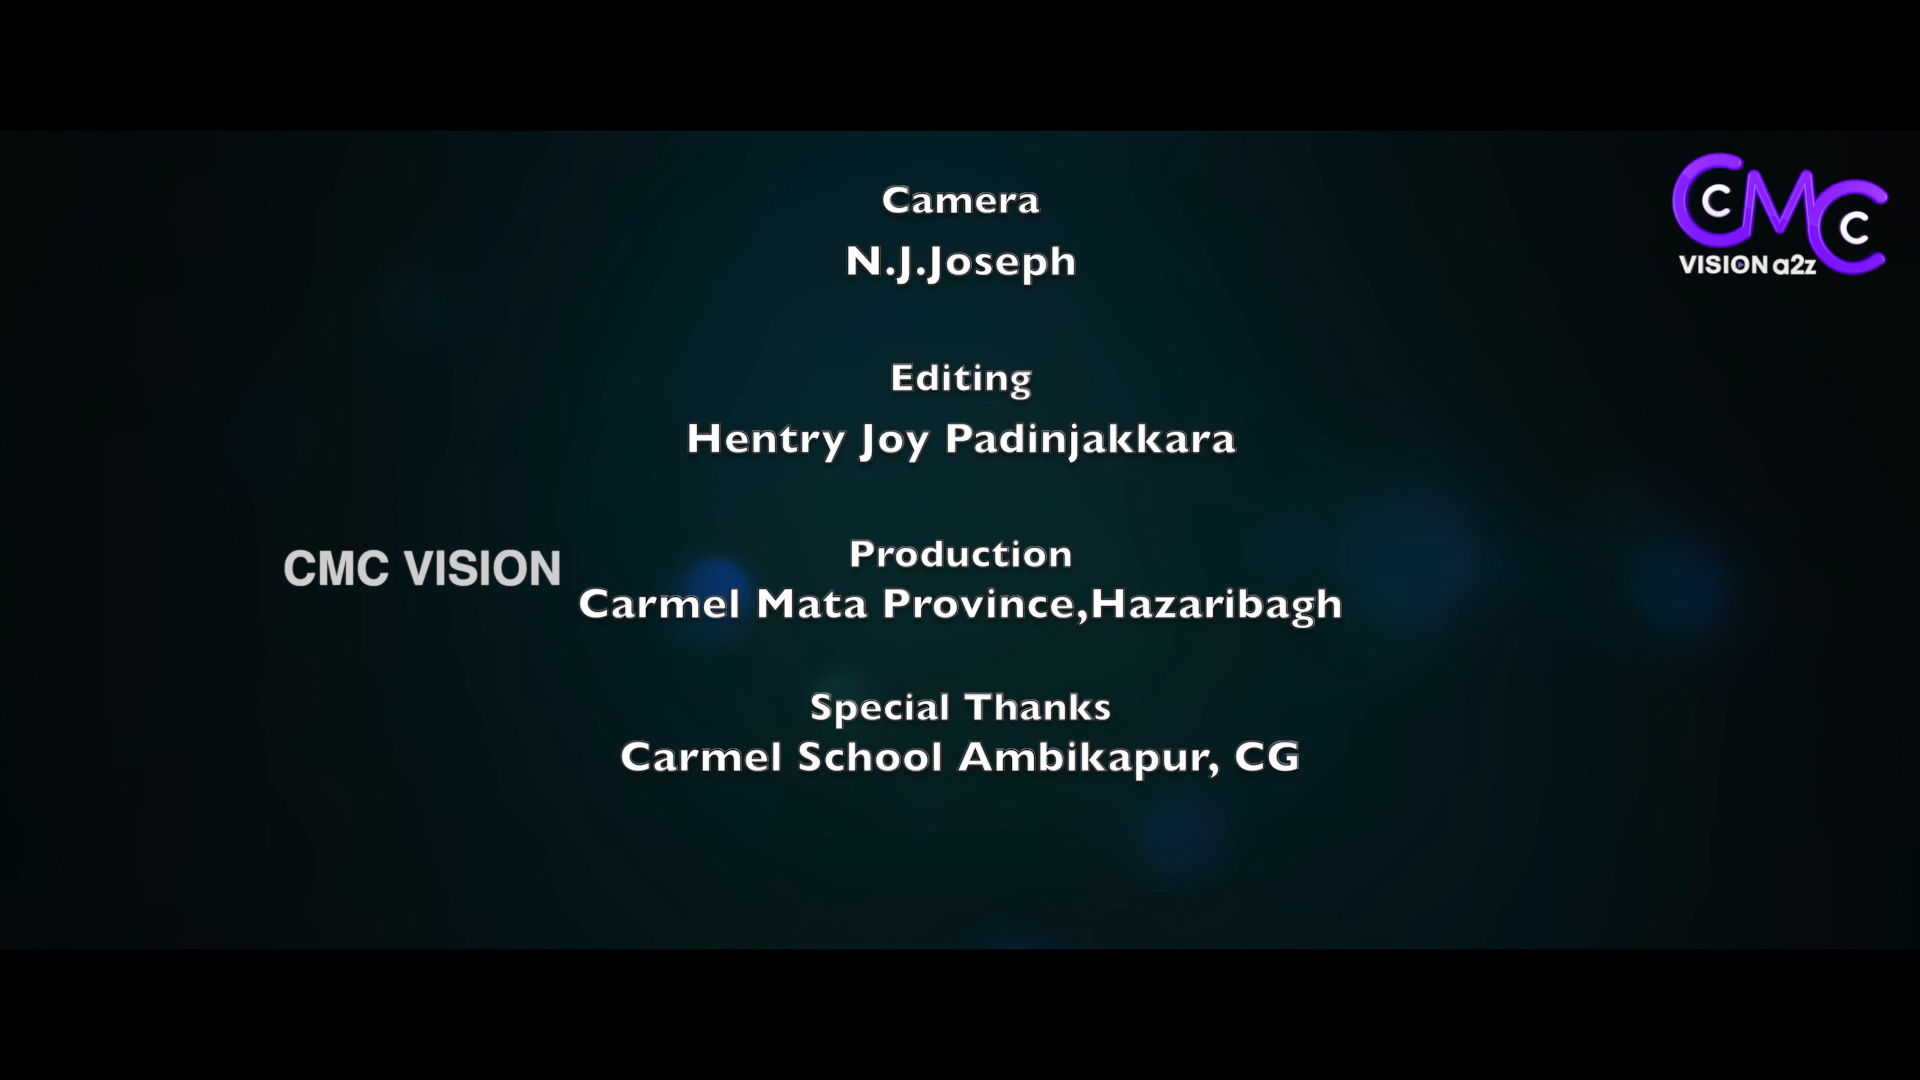 Camera
N.J.Joseph
Editing
Hentry Joy Padinjakkara
Production
Carmel Mata Province,Hazaribagh
Special Thanks
Carmel School Ambikapur, CG
CMC VISION
CMC
C C
VISION a2z